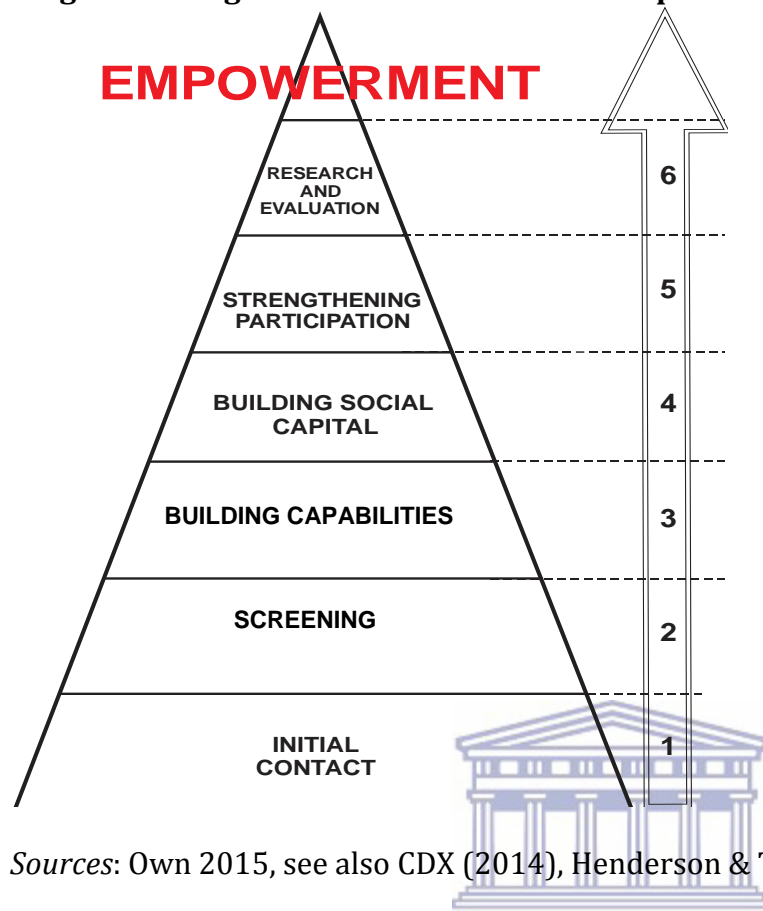 EMPOWERMENT
RESEARCH
AND
EVALUATION
6
STRENGTHENING
PARTICIPATION
5
BUILDING SOCIAL
CAPITAL
4
BUILDING CAPABILITIES
3
SCREENING
2
INITIAL
CONTACT
1
Sources: Own 2015, see also CDX (2014), Henderson &